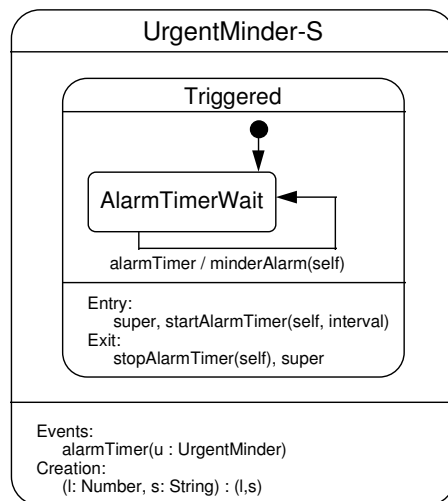 UrgentMinder-S
Triggered
AlarmTimerWait
alarmTimer / minderAlarm(self)
Entry:
super, startAlarmTimer(self, interval)
Exit:
stopAlarmTimer(self), super
Events:
alarmTimer(u : UrgentMinder)
Creation:
(l: Number, s: String) : (l,s)